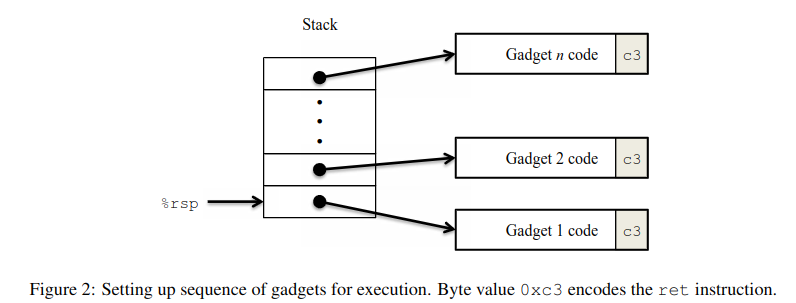 Stack
Gadget n code c3
Gadget 2 code c3
%rsp
Gadget 1 code c3
Figure 2: Setting up sequence of gadgets for execution. Byte value 0xc3 encodes the ret instruction.